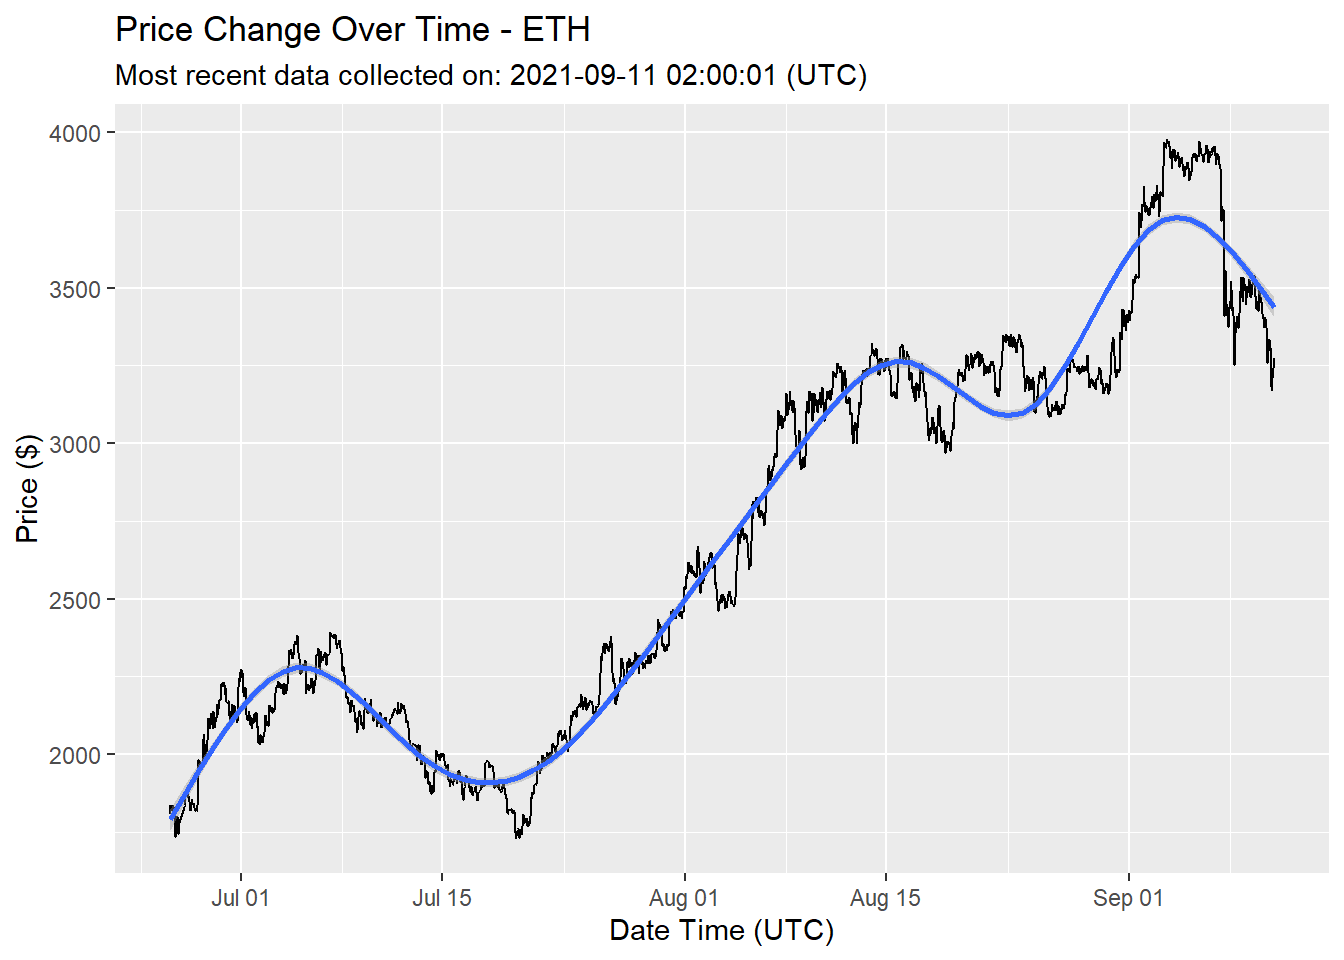 Price Change Over Time - ETH
Most recent data collected on: 2021-09-11 02:00:01 (UTC)
4000
3500
3000
2500
2000
Price ($)
Jul 01
Jul 15
Aug 01
Aug 15
Sep 01
Date Time (UTC)